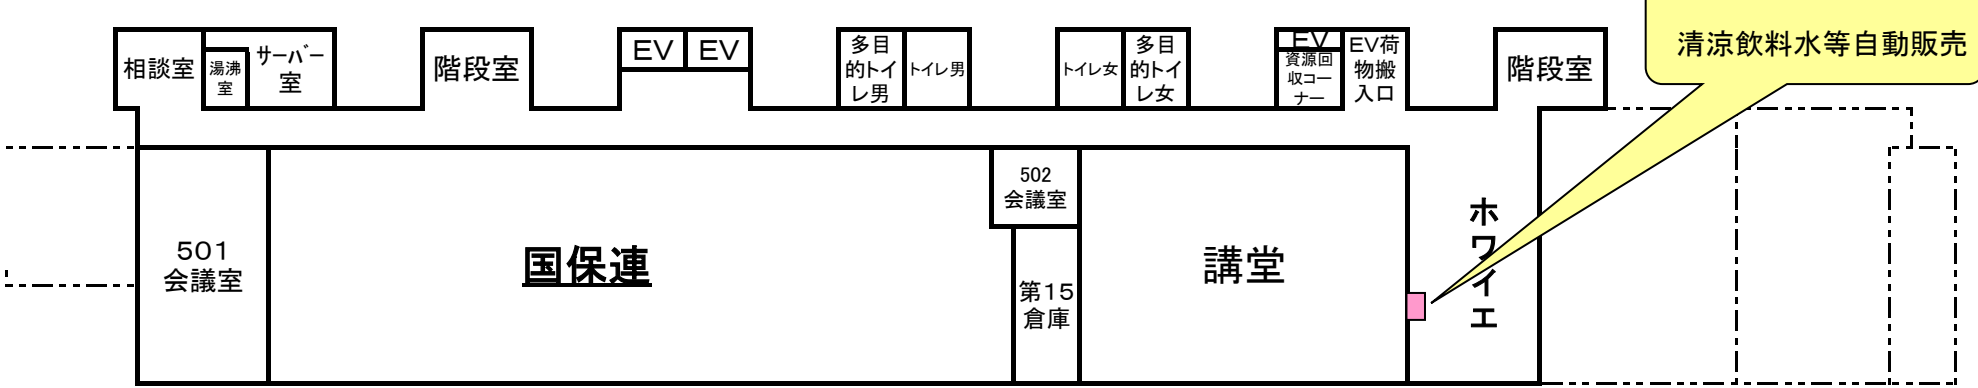 相談室
湯沸
室
サーバー
室
階段室
EV
EV
多目
的トイ
レ男
トイレ男
トイレ女
多目
的トイ
レ女
EV
資源回
収コー
ナー
EV荷
物搬
入口
階段室
清涼飲料水等自動販売
501
会議室
国保連
502
会議室
第15
倉庫
講堂
ホ
ワ
イ
エ